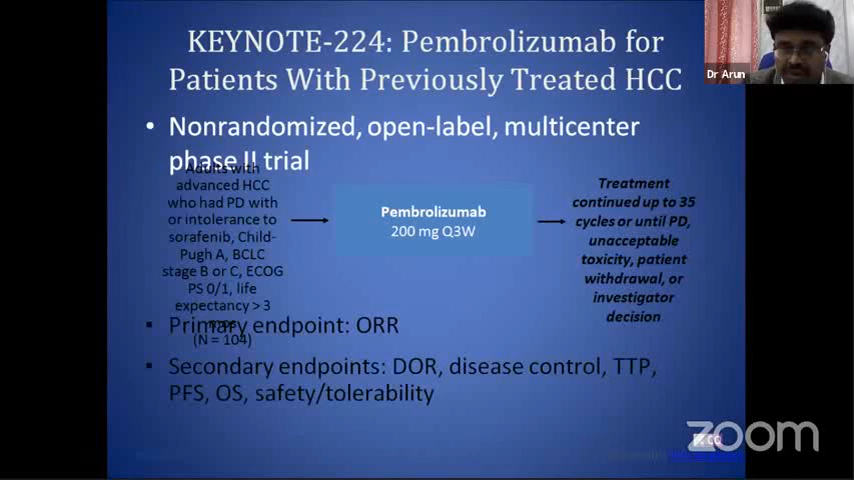 KEYNOTE-224: Pembrolizumab for
Patients With Previously Treated HCC
Dr Arun
• Nonrandomized, open-label, multicenter
phase II trial
Adults with
advanced HCC
who had PD with
or intolerance to
sorafenib, Child-
Pugh A, BCLC
stage B or C, ECOG
PS 0/1, life
expectancy > 3
mos
(N = 104)
Pembrolizumab
200 mg Q3W
Treatment
continued up to 35
cycles or until PD,
unacceptable
toxicity, patient
withdrawal, or
investigator
decision
▪ Primary endpoint: ORR
▪ Secondary endpoints: DOR, disease control, TTP,
PFS, OS, safety/tolerability
zoom